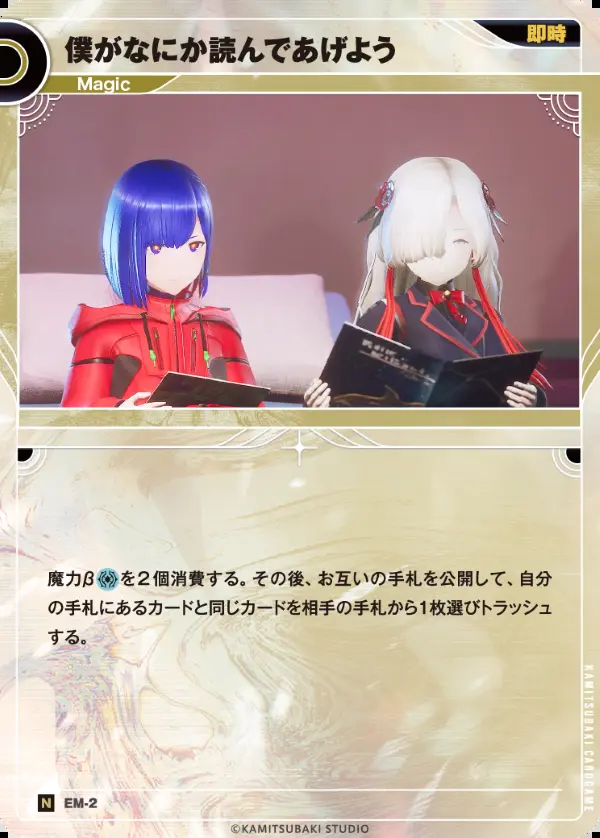 即時
僕がなにか読んであげよう
Magic
魔力β を2個消費する。その後、お互いの手札を公開して、自分
の手札にあるカードと同じカードを相手の手札から1枚選びトラッシュ
する。
KAMITSUBAKI CARDGAME
N EM-2
©KAMITSUBAKI STUDIO